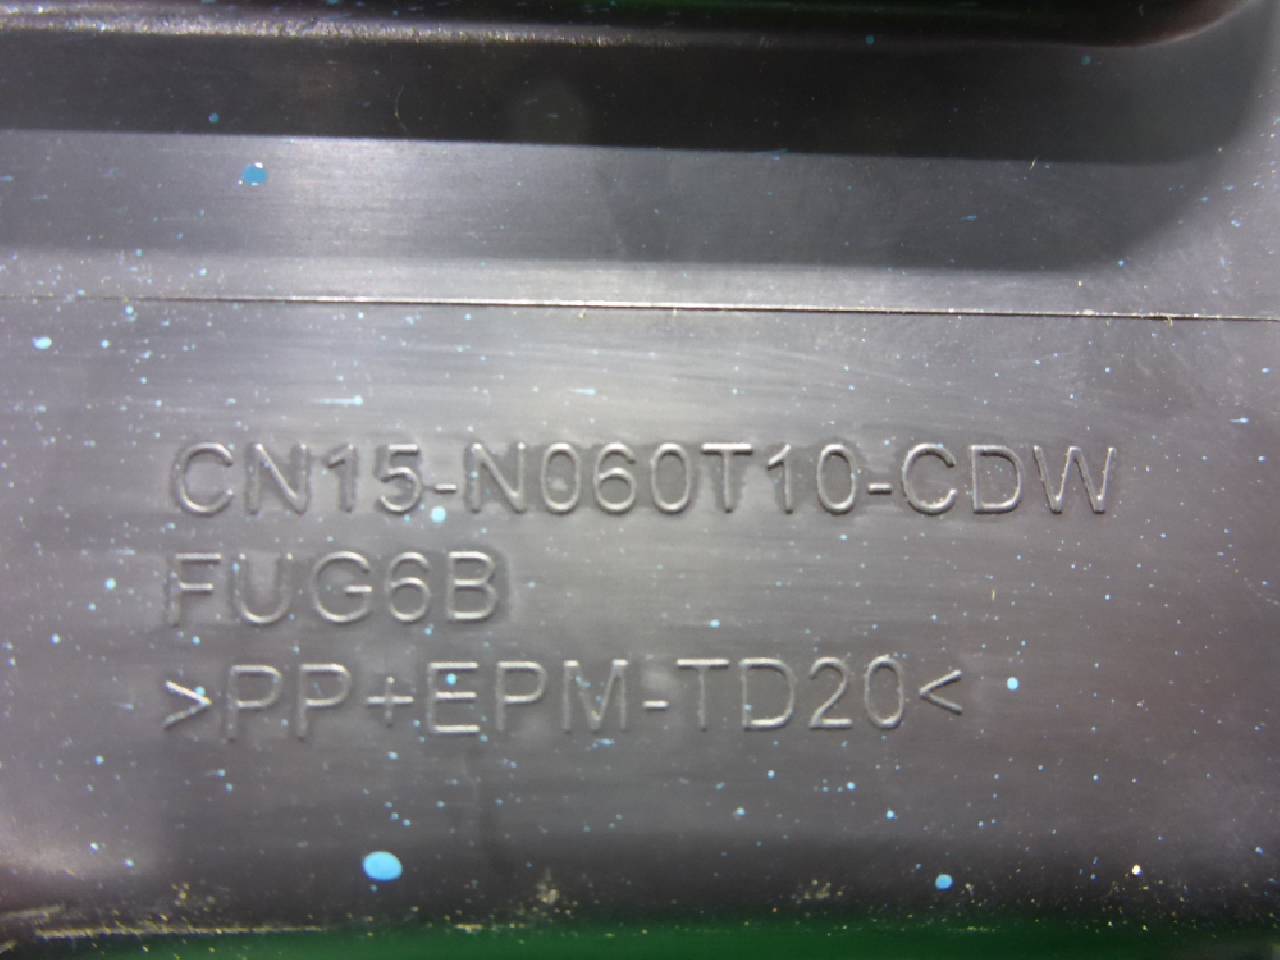 CN15-N060T10-CDW
FUG6B
>PP+EPM-TD20<